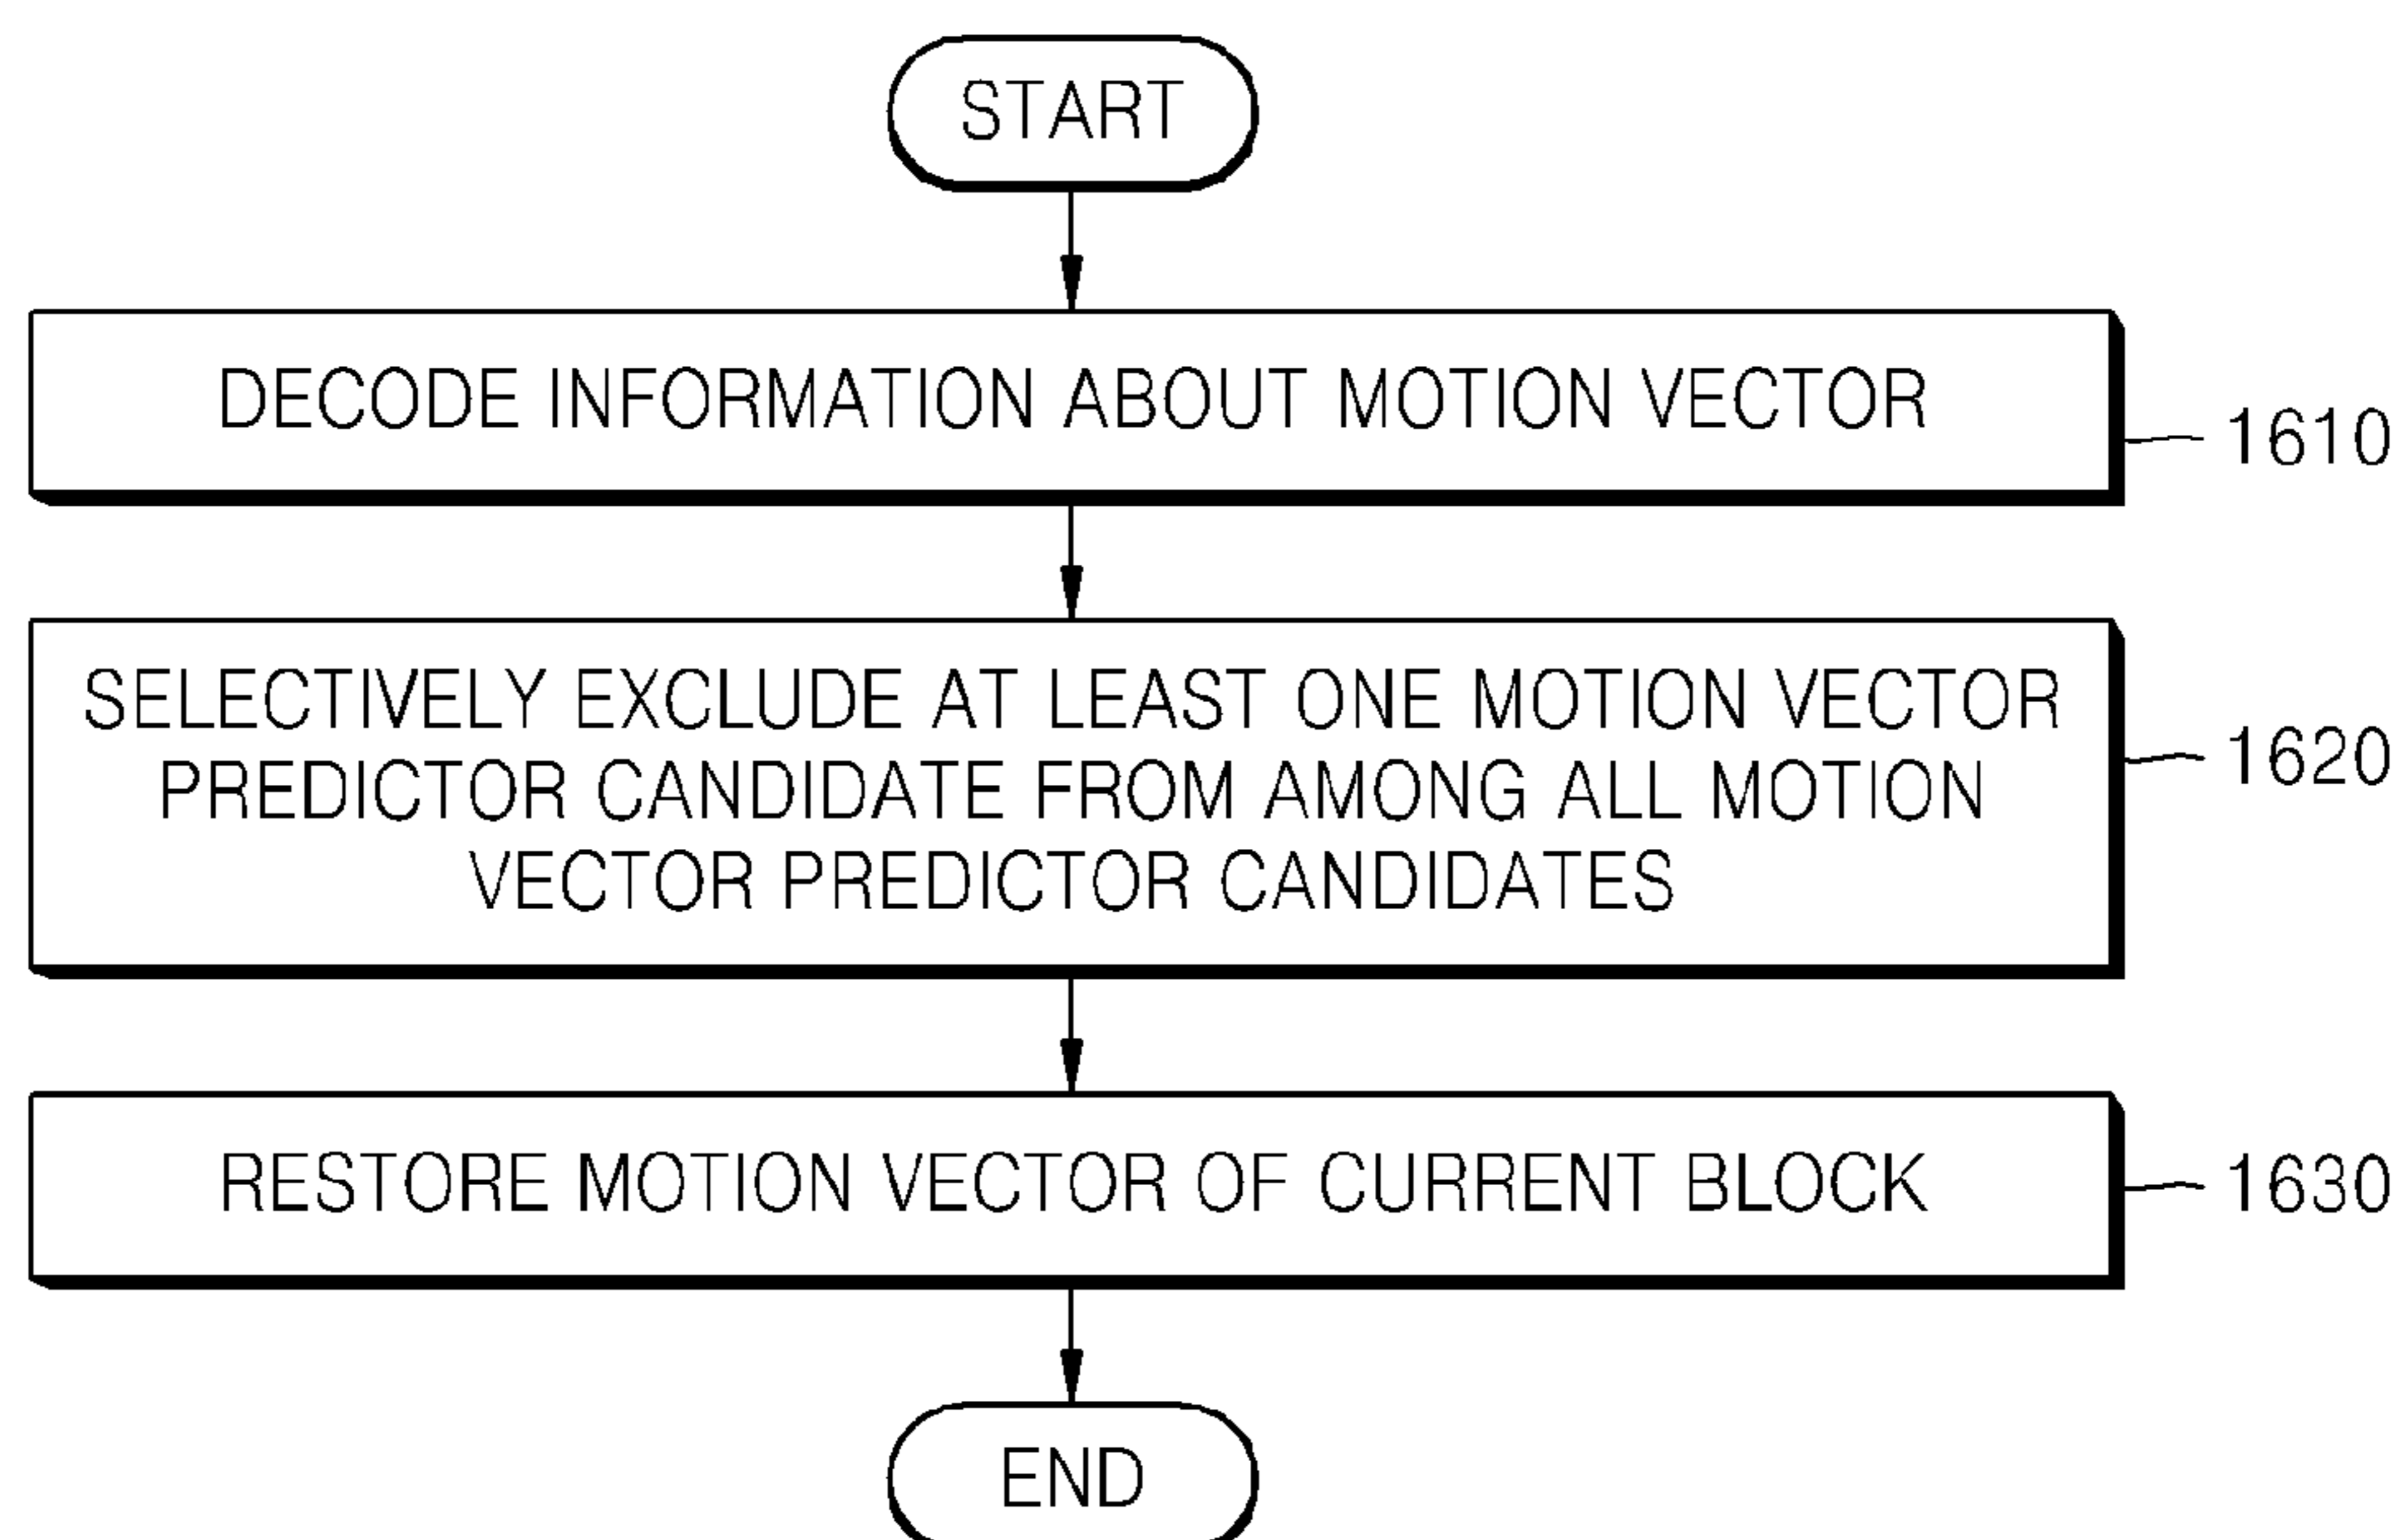 START
DECODE INFORMATION ABOUT MOTION VECTOR
1610
SELECTIVELY EXCLUDE AT LEAST ONE MOTION VECTOR
PREDICTOR CANDIDATE FROM AMONG ALL MOTION
VECTOR PREDICTOR CANDIDATES
1620
RESTORE MOTION VECTOR OF CURRENT BLOCK
1630
END